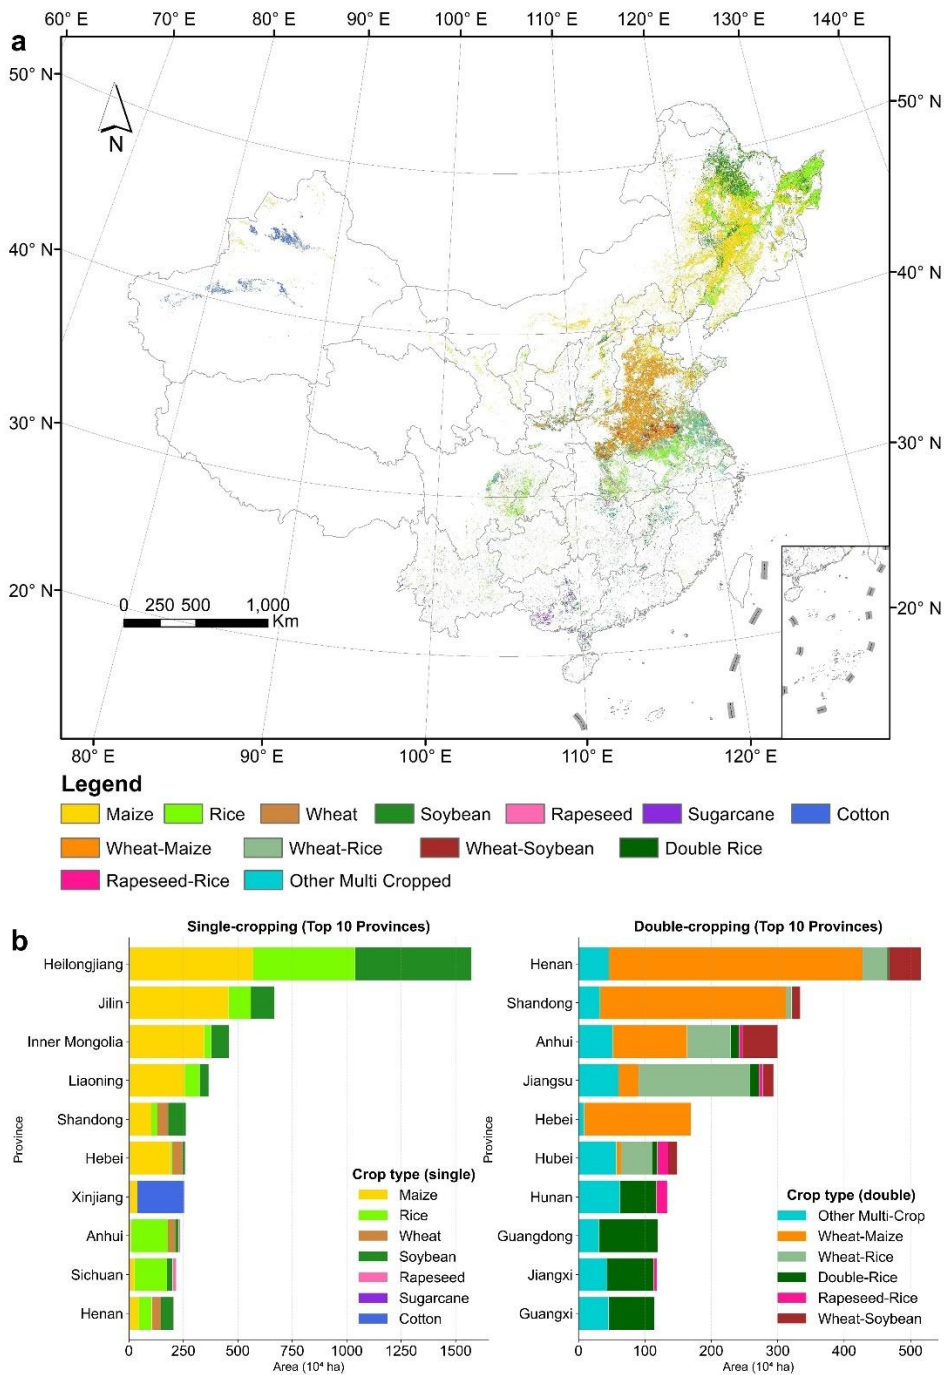 60° E 70° E 80° E 90° E 100° E 110° E 120° E 130° E 140° E
a
50° N
50° N
N
40° N
40° N
30° N
30° N
20° N
20° N
0 250 500 1,000
Km
80° E 90° E 100° E 110° E 120° E
Legend
Maize Rice Wheat Soybean Rapeseed Sugarcane Cotton
Wheat-Maize Wheat-Rice Wheat-Soybean Double Rice
Rapeseed-Rice Other Multi Cropped
b
Single-cropping (Top 10 Provinces)
Heilongjiang
Jilin
Inner Mongolia
Liaoning
Shandong
Hebei
Xinjiang
Anhui
Sichuan
Henan
Province
Crop type (single)
Maize
Rice
Wheat
Soybean
Rapeseed
Sugarcane
Cotton
0 250 500 750 1000 1250 1500
Area (10⁴ ha)
Double-cropping (Top 10 Provinces)
Henan
Shandong
Anhui
Jiangsu
Hebei
Hubei
Hunan
Guangdong
Jiangxi
Guangxi
Province
Crop type (double)
Other Multi-Crop
Wheat-Maize
Wheat-Rice
Double-Rice
Rapeseed-Rice
Wheat-Soybean
0 100 200 300 400 500
Area (10⁴ ha)